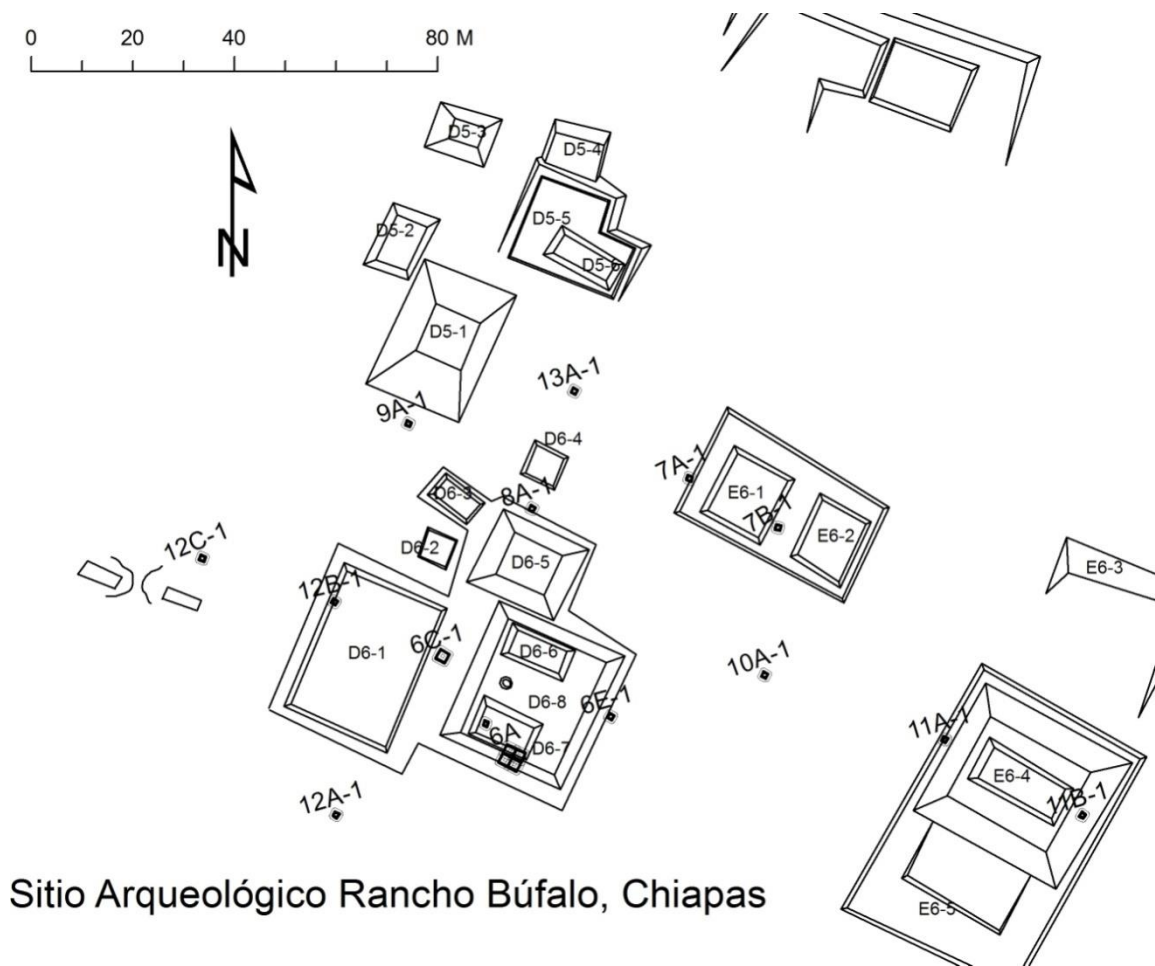 0 20 40 80 M
D5-3
D5-4
N
D5-2
D5-5
D5-6
D5-1
13A-1
9A-1
D6-4
7A-1
D6-3
8A-1
E6-1
7B-1
E6-2
12C-1
D6-2
D6-5
E6-3
12B-1
6C-1
D6-1
D6-6
10A-1
D6-8
6E-1
6A
D6-7
11A-1
E6-4
12A-1
11B-1
Sitio Arqueológico Rancho Búfalo, Chiapas
E6-5